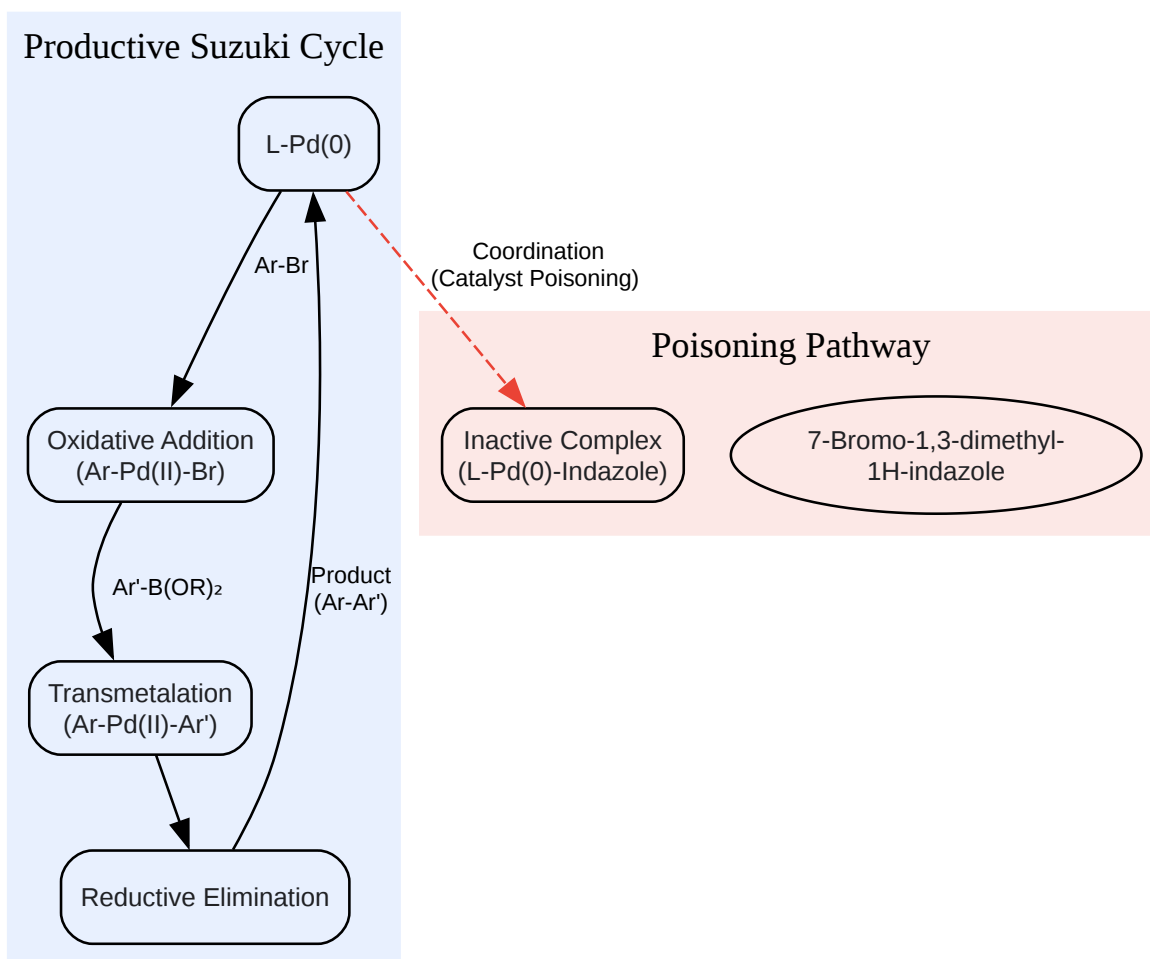 Productive Suzuki Cycle
L-Pd(0)
Ar-Br
Coordination
(Catalyst Poisoning)
Poisoning Pathway
Oxidative Addition
(Ar-Pd(II)-Br)
Inactive Complex
(L-Pd(0)-Indazole)
7-Bromo-1,3-dimethyl-
1H-indazole
Ar'-B(OR)₂
Product
(Ar-Ar')
Transmetalation
(Ar-Pd(II)-Ar')
Reductive Elimination